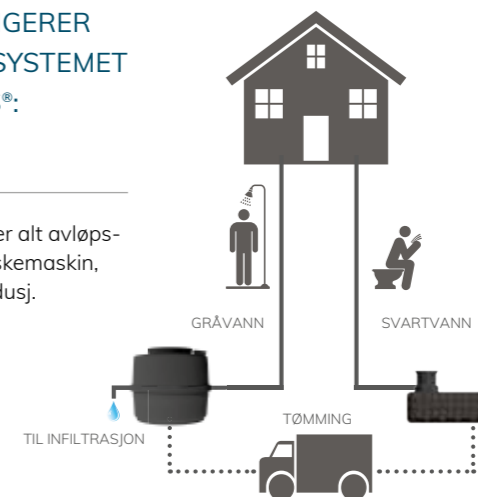 GERER
SYSTEMET
®:
er alt avløps-
skemaskin,
dusj.
GRÅVANN
SVARTVANN
TIL INFILTRASJON
TØMMING